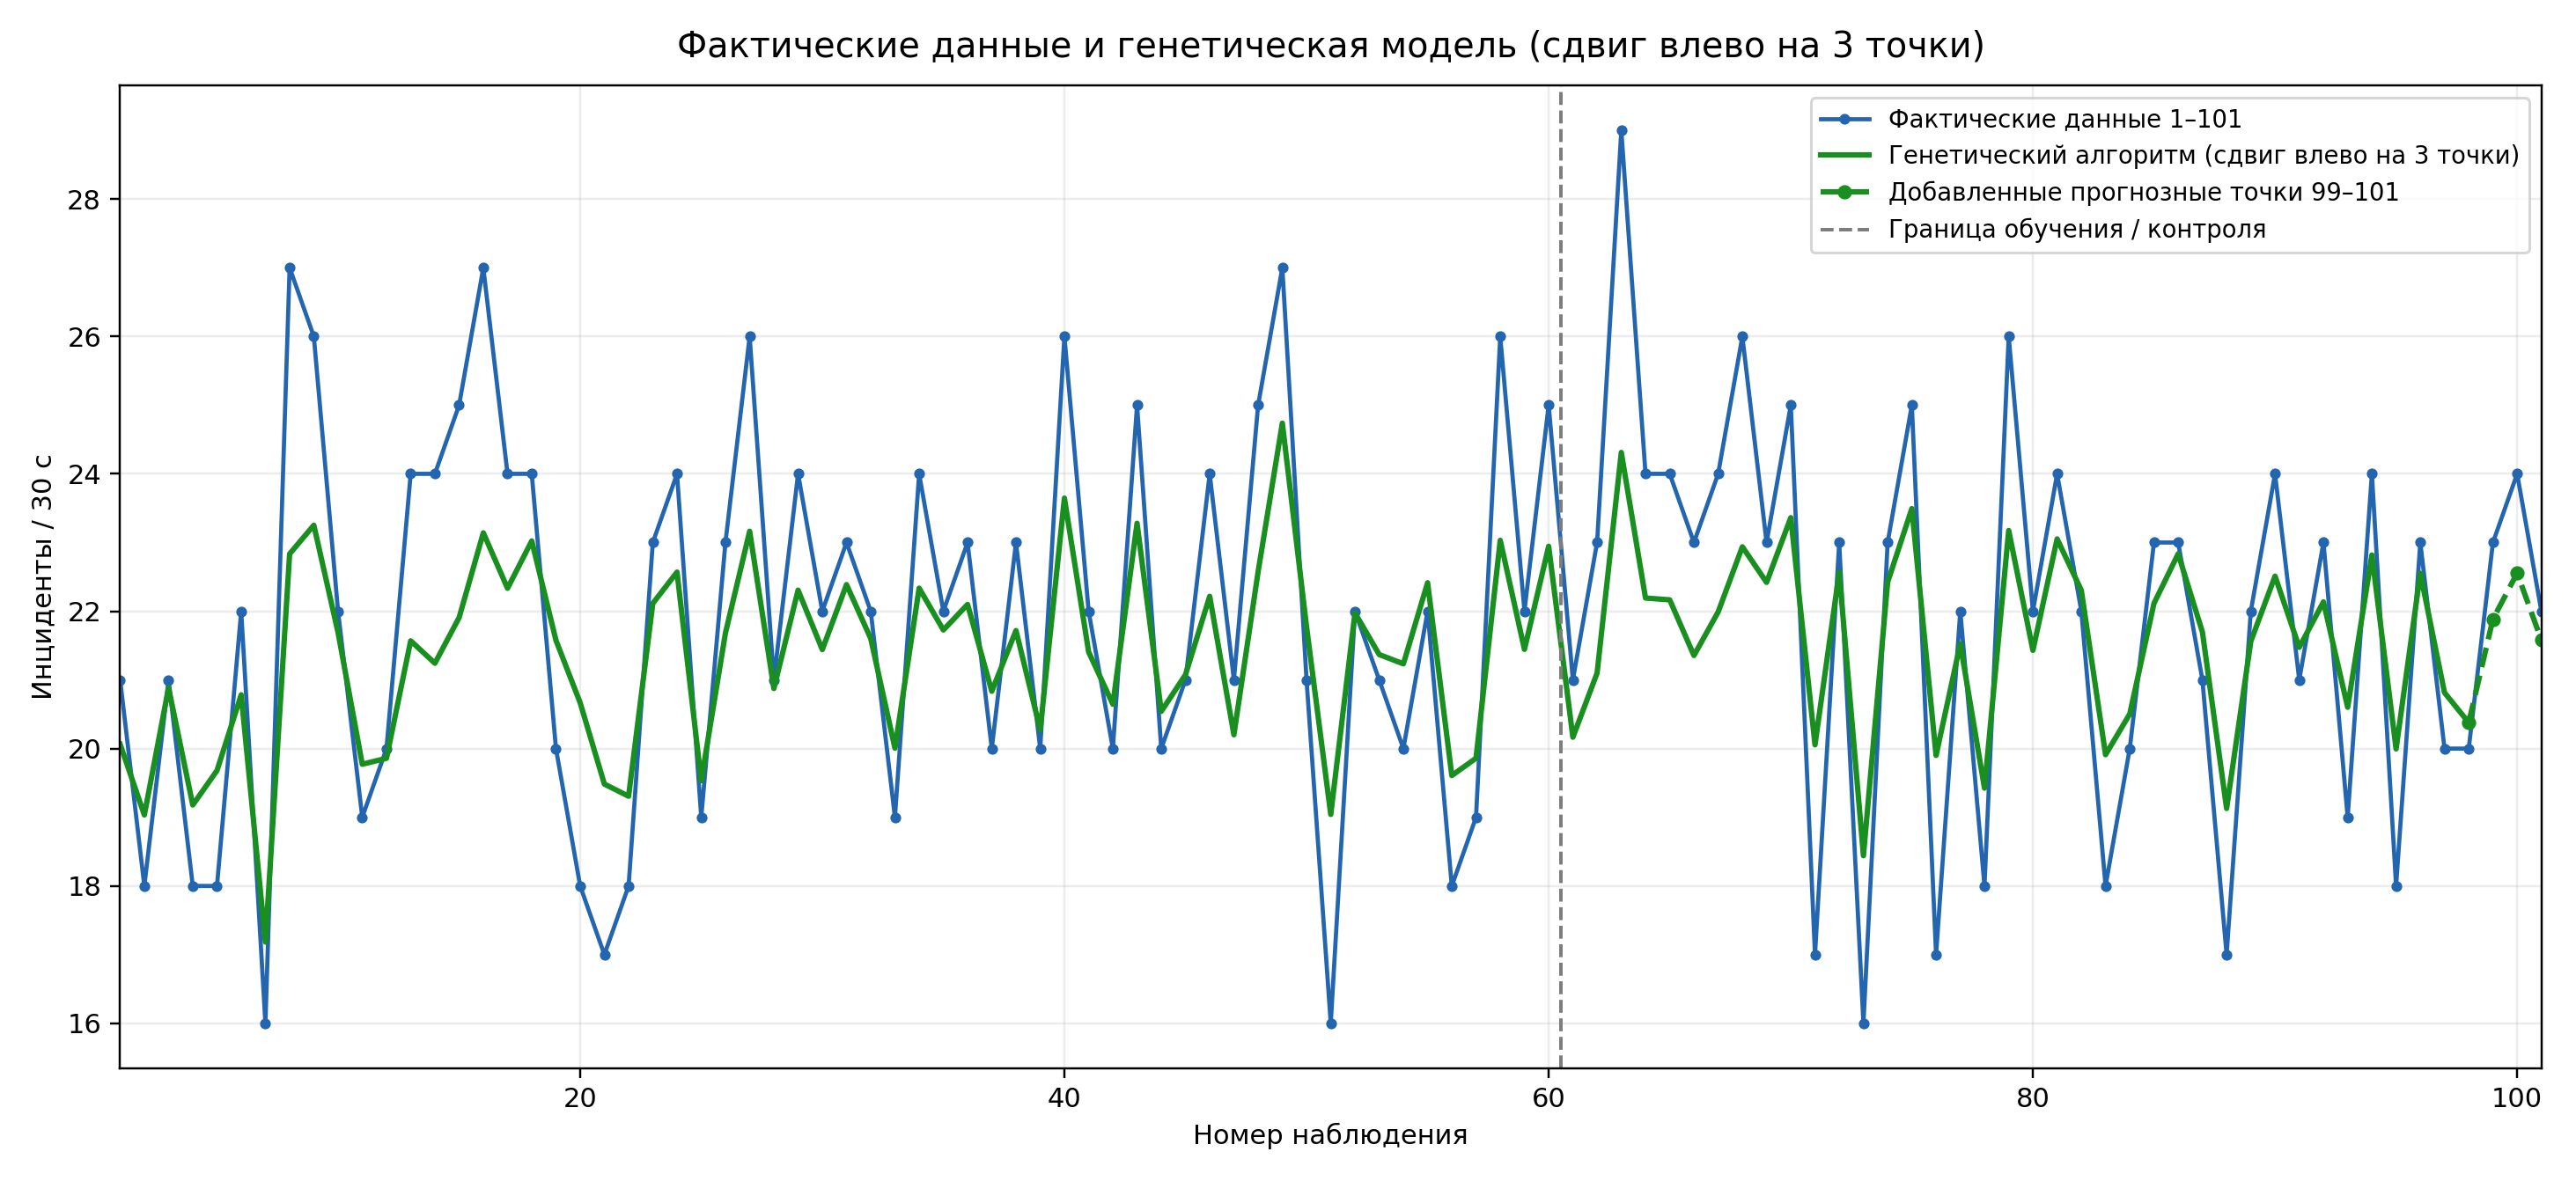 Фактические данные и генетическая модель (сдвиг влево на 3 точки)
Фактические данные 1–101
Генетический алгоритм (сдвиг влево на 3 точки)
Добавленные прогнозные точки 99–101
Граница обучения / контроля
Инциденты / 30 с
28
26
24
22
20
18
16
20
40
60
80
100
Номер наблюдения